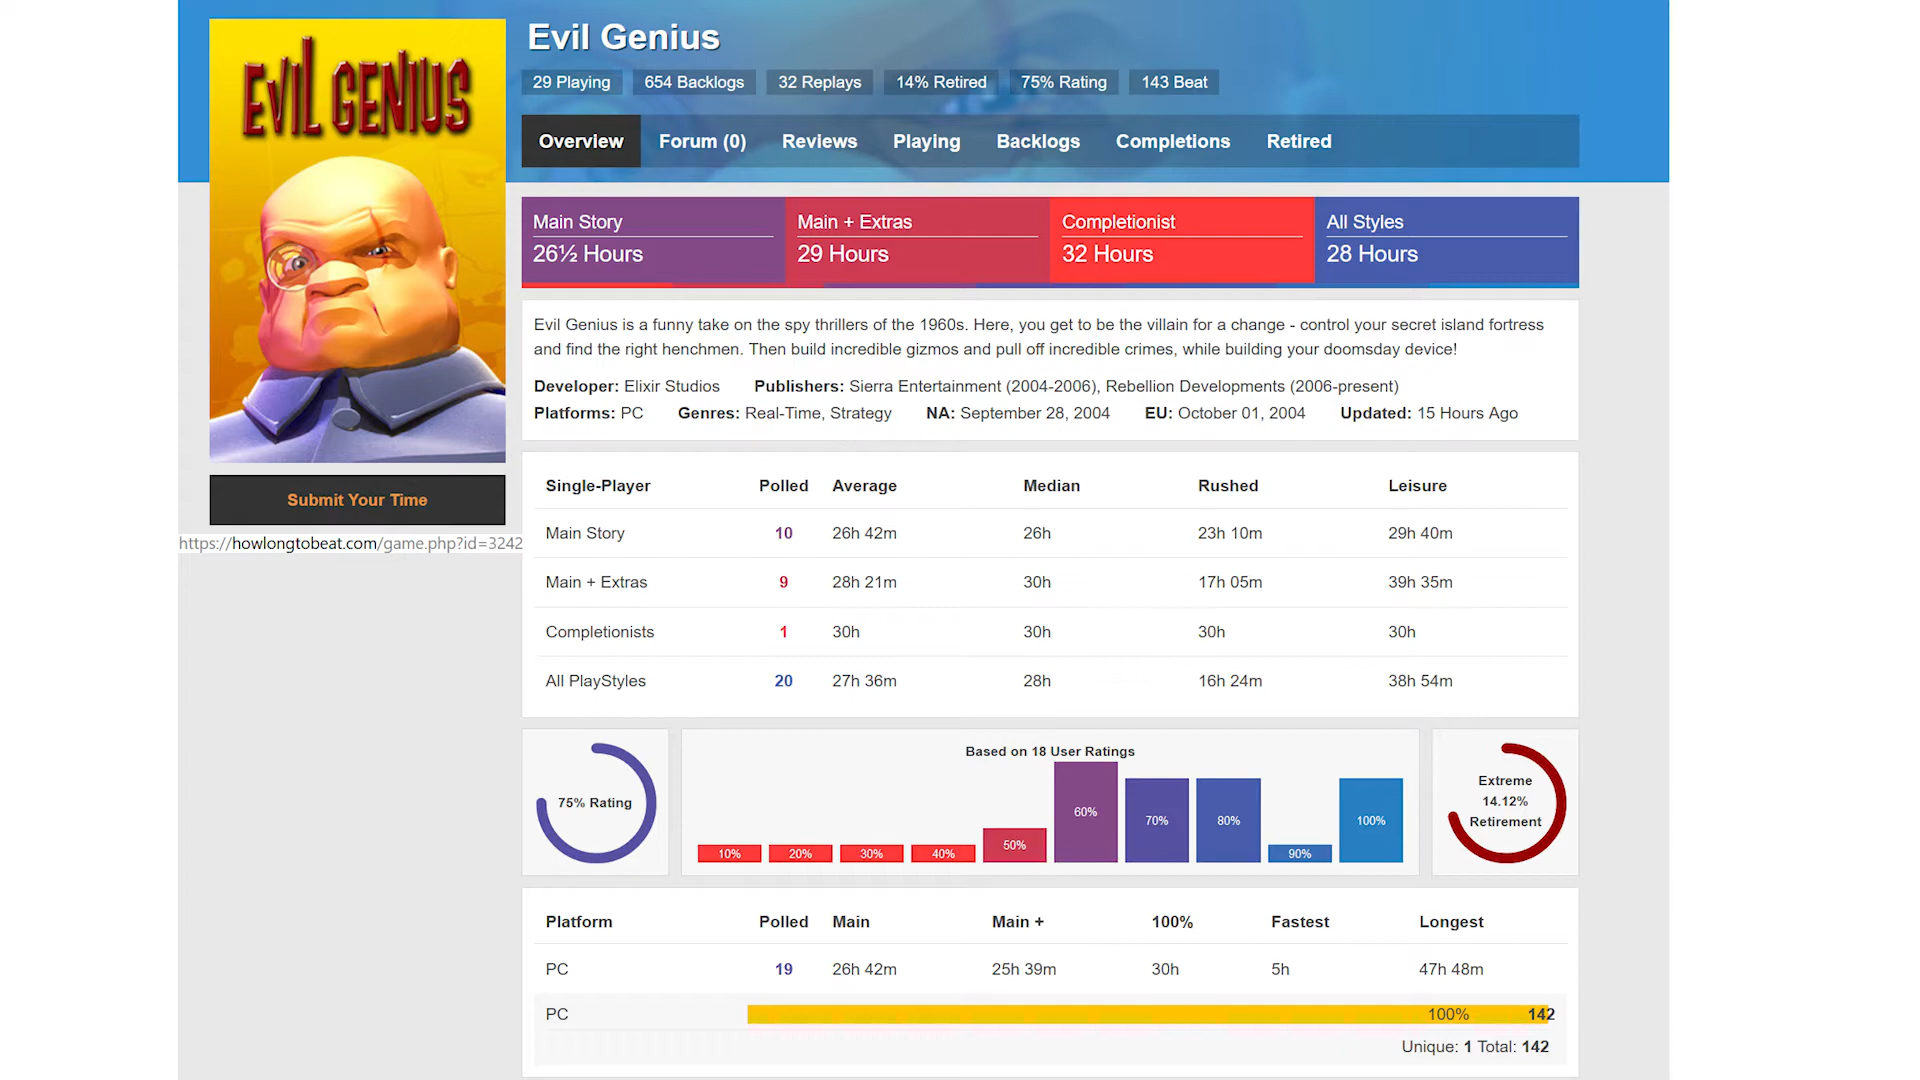 EVIL GENIUS
Evil Genius
29 Playing 654 Backlogs 32 Replays 14% Retired 75% Rating 143 Beat
Overview Forum (0) Reviews Playing Backlogs Completions Retired
Main Story Main + Extras Completionist All Styles
26½ Hours 29 Hours 32 Hours 28 Hours
Evil Genius is a funny take on the spy thrillers of the 1960s. Here, you get to be the villain for a change - control your secret island fortress
and find the right henchmen. Then build incredible gizmos and pull off incredible crimes, while building your doomsday device!
Developer: Elixir Studios Publishers: Sierra Entertainment (2004-2006), Rebellion Developments (2006-present)
Platforms: PC Genres: Real-Time, Strategy NA: September 28, 2004 EU: October 01, 2004 Updated: 15 Hours Ago
Submit Your Time
https://howlongtobeat.com/game.php?id=3242
Single-Player Polled Average Median Rushed Leisure
Main Story 10 26h 42m 26h 23h 10m 29h 40m
Main + Extras 9 28h 21m 30h 17h 05m 39h 35m
Completionists 1 30h 30h 30h 30h
All PlayStyles 20 27h 36m 28h 16h 24m 38h 54m
75% Rating
Based on 18 User Ratings
10% 20% 30% 40% 50% 60% 70% 80% 90% 100%
Extreme
14.12%
Retirement
Platform Polled Main Main + 100% Fastest Longest
PC 19 26h 42m 25h 39m 30h 5h 47h 48m
PC 100% 142
Unique: 1 Total: 142